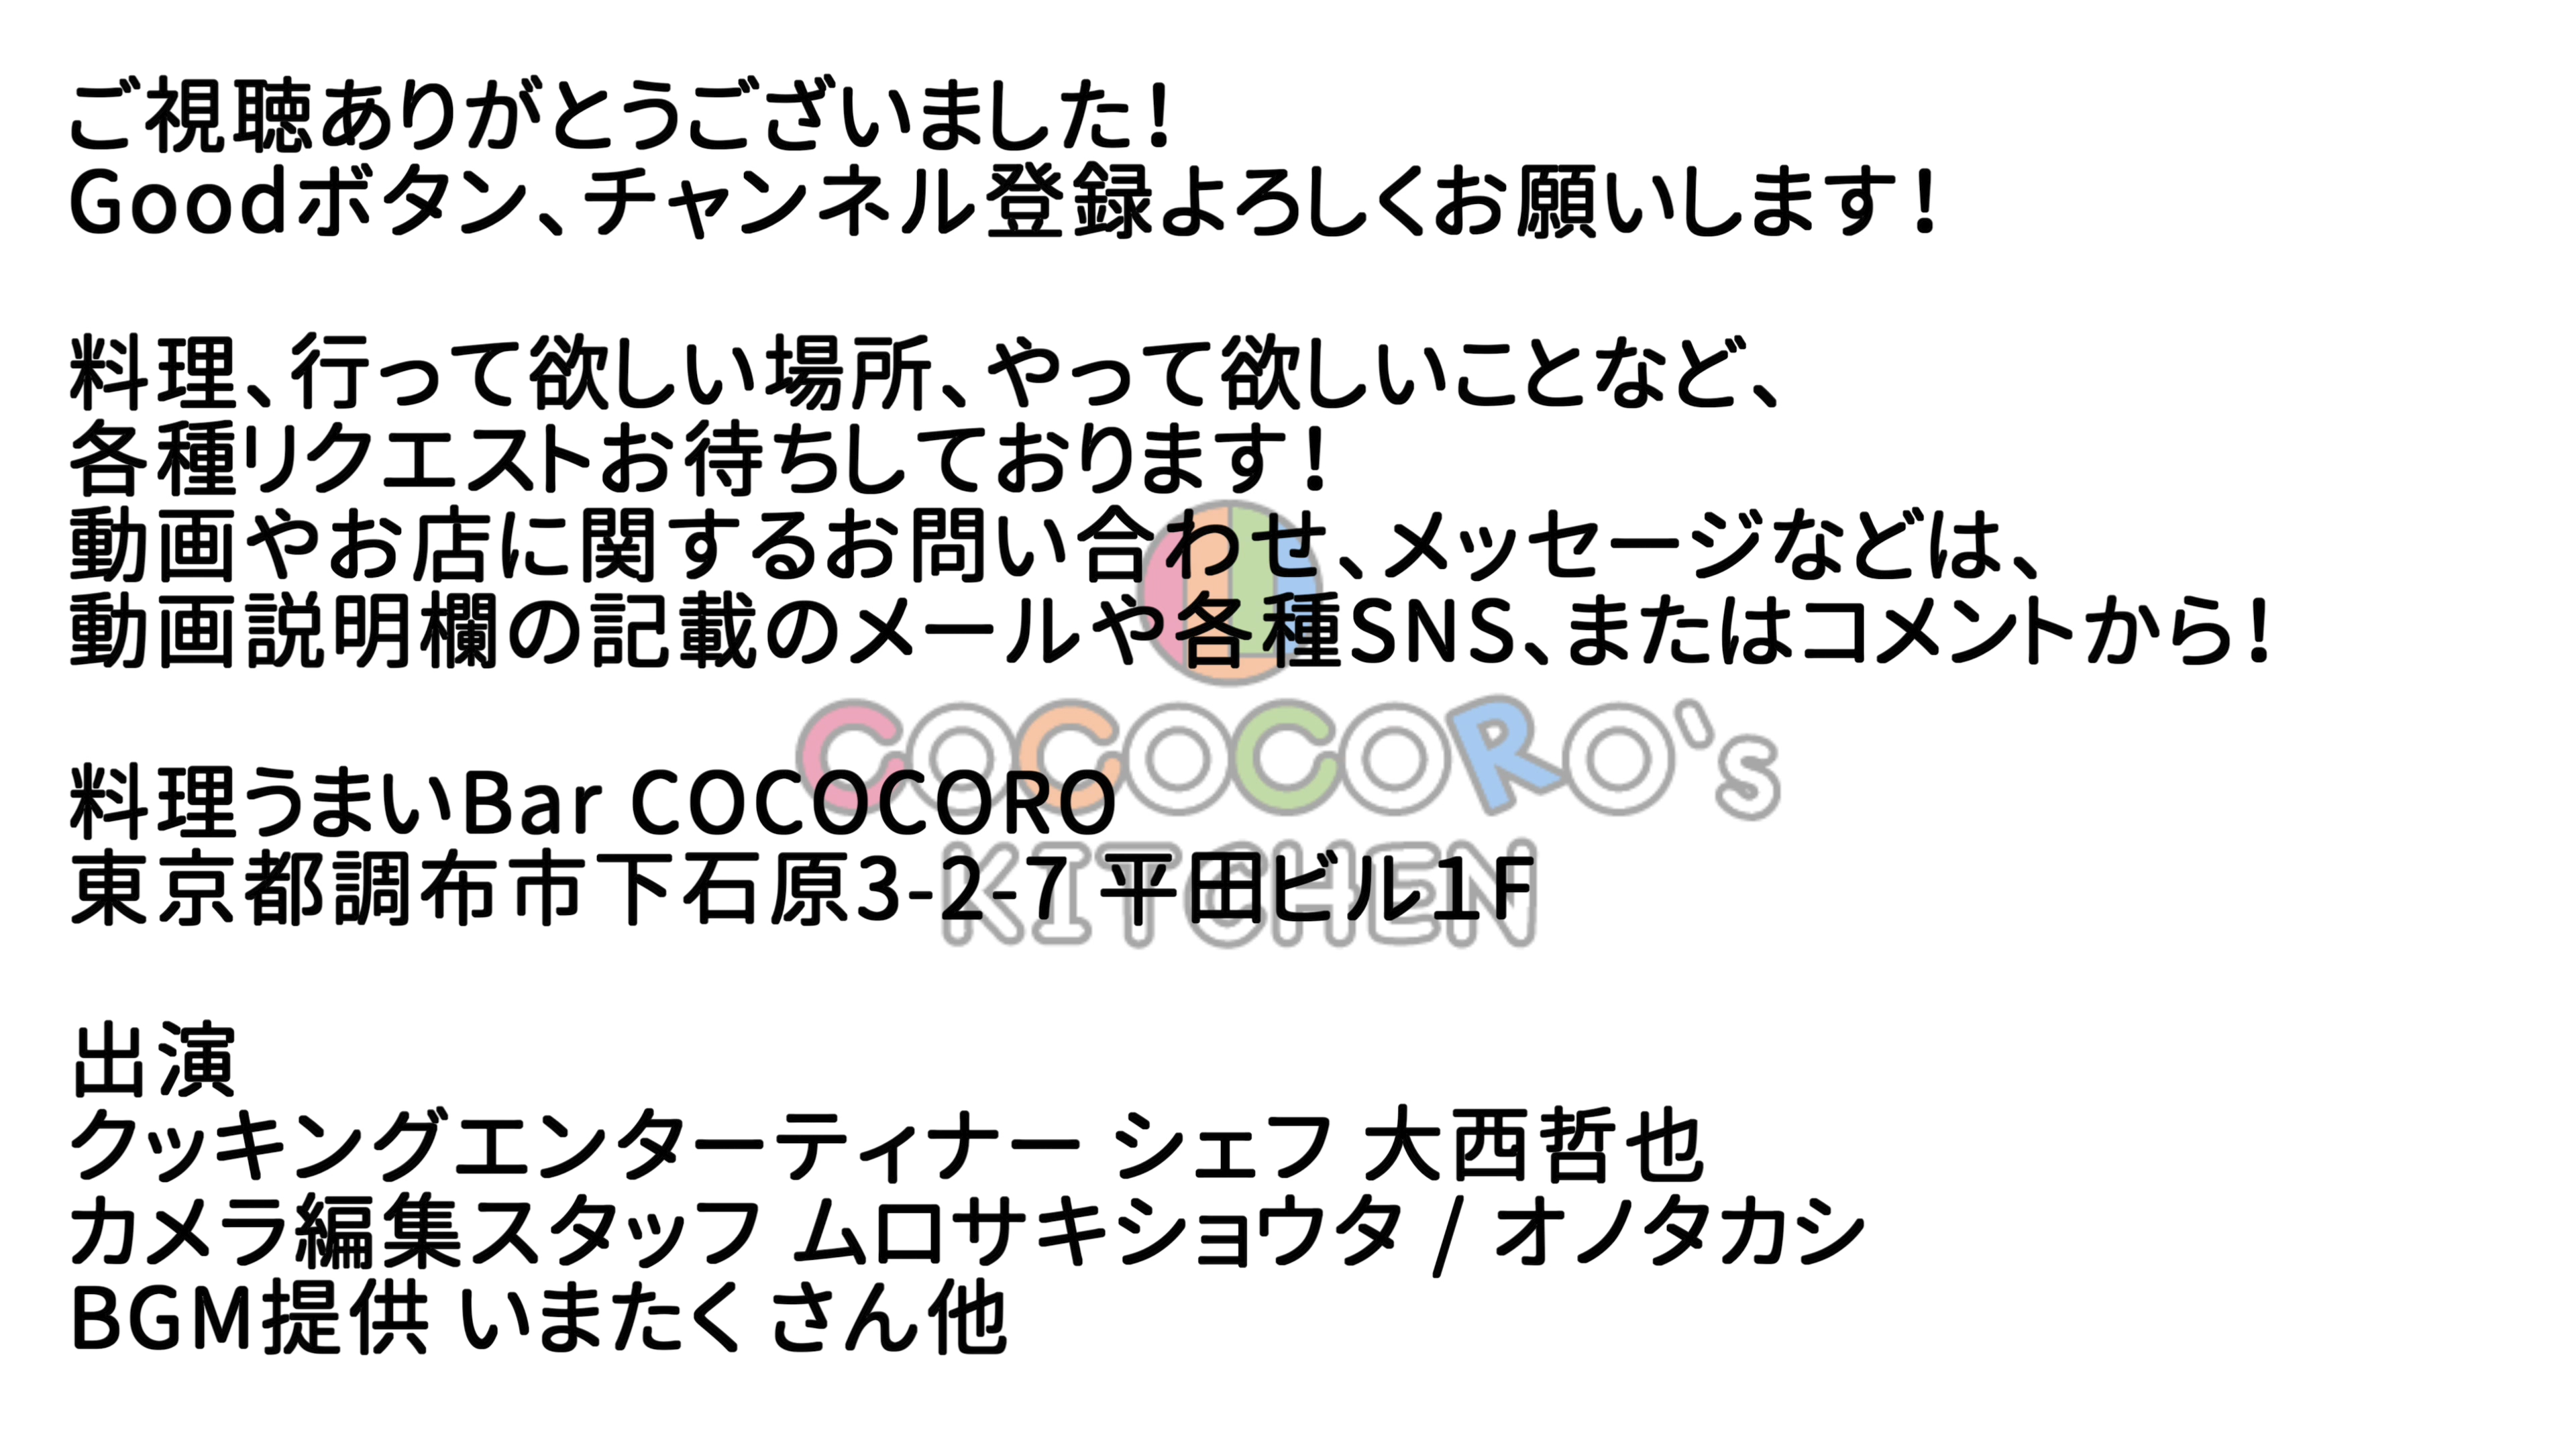 ご視聴ありがとうございました！
Goodボタン、チャンネル登録よろしくお願いします！
料理、行って欲しい場所、やって欲しいことなど、
各種リクエストお待ちしております！
動画やお店に関するお問い合わせ、メッセージなどは、
動画説明欄の記載のメールや各種SNS、またはコメントから！
COCOCORO's
KITCHEN
料理うまいBar COCOCORO
東京都調布市下石原3-2-7 平田ビル1F
出演
クッキングエンターティナー シェフ 大西哲也
カメラ編集スタッフ ムロサキショウタ / オノタカシ
BGM提供 いまたくさん他